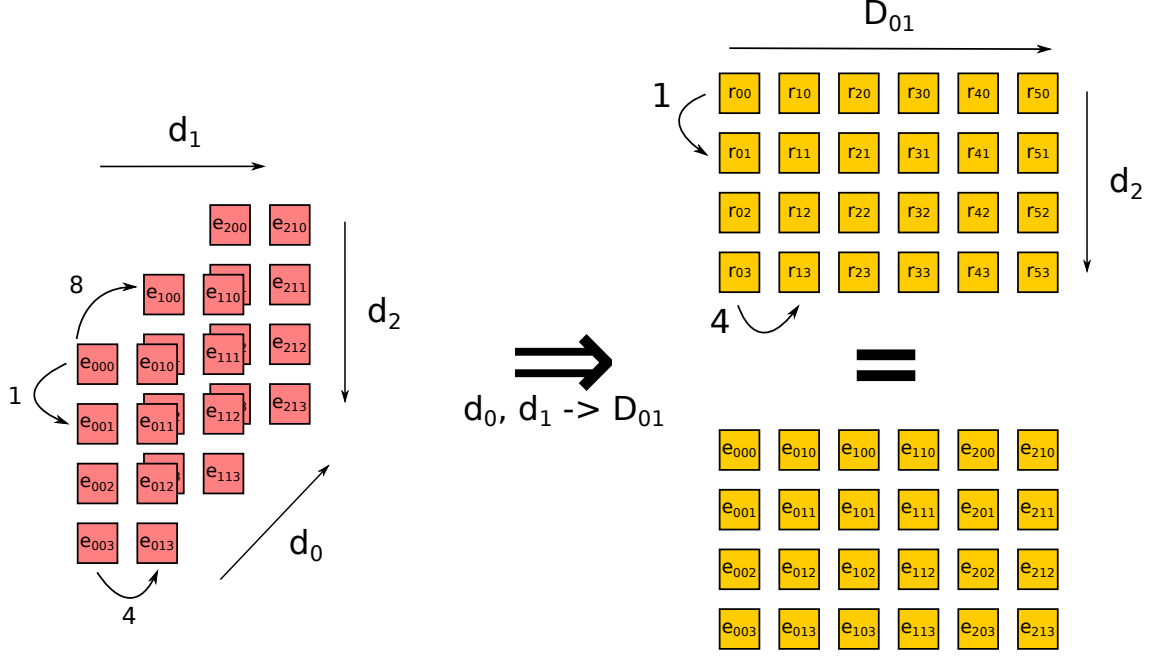 D₀₁
r₀₀ r₁₀ r₂₀ r₃₀ r₄₀ r₅₀
1
r₀₁ r₁₁ r₂₁ r₃₁ r₄₁ r₅₁
d₂
r₀₂ r₁₂ r₂₂ r₃₂ r₄₂ r₅₂
r₀₃ r₁₃ r₂₃ r₃₃ r₄₃ r₅₃
4
d₁
e₂₀₀ e₂₁₀
8
e₁₀₀ e₁₁₀ e₂₁₁
d₂
e₀₀₀ e₀₁₀ e₁₁₁ e₂₁₂
1
e₀₀₁ e₀₁₁ e₁₁₂ e₂₁₃
e₀₀₂ e₀₁₂ e₁₁₃
e₀₀₃ e₀₁₃
d₀
4
⇒
d₀, d₁ -> D₀₁
=
e₀₀₀ e₀₁₀ e₁₀₀ e₁₁₀ e₂₀₀ e₂₁₀
e₀₀₁ e₀₁₁ e₁₀₁ e₁₁₁ e₂₀₁ e₂₁₁
e₀₀₂ e₀₁₂ e₁₀₂ e₁₁₂ e₂₀₂ e₂₁₂
e₀₀₃ e₀₁₃ e₁₀₃ e₁₁₃ e₂₀₃ e₂₁₃